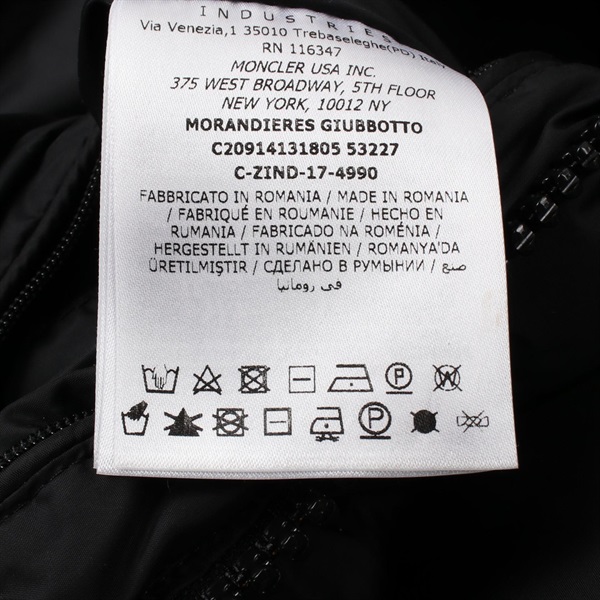 INDUSTRIES
Via Venezia,1 35010 Trebaseleghe(PD) Italy
RN 116347
MONCLER USA INC.
375 WEST BROADWAY, 5TH FLOOR
NEW YORK, 10012 NY
MORANDIERES GIUBBOTTO
C20914131805 53227
C-ZIND-17-4990
FABBRICATO IN ROMANIA / MADE IN ROMANIA
/ FABRIQUÉ EN ROUMANIE / HECHO EN
RUMANIA / FABRICADO NA ROMÉNIA /
HERGESTELLT IN RUMÄNIEN / ROMANYA'DA
ÜRETILMIŞTIR / СДЕЛАНО В РУМЫНИИ / صنع
في رومانيا